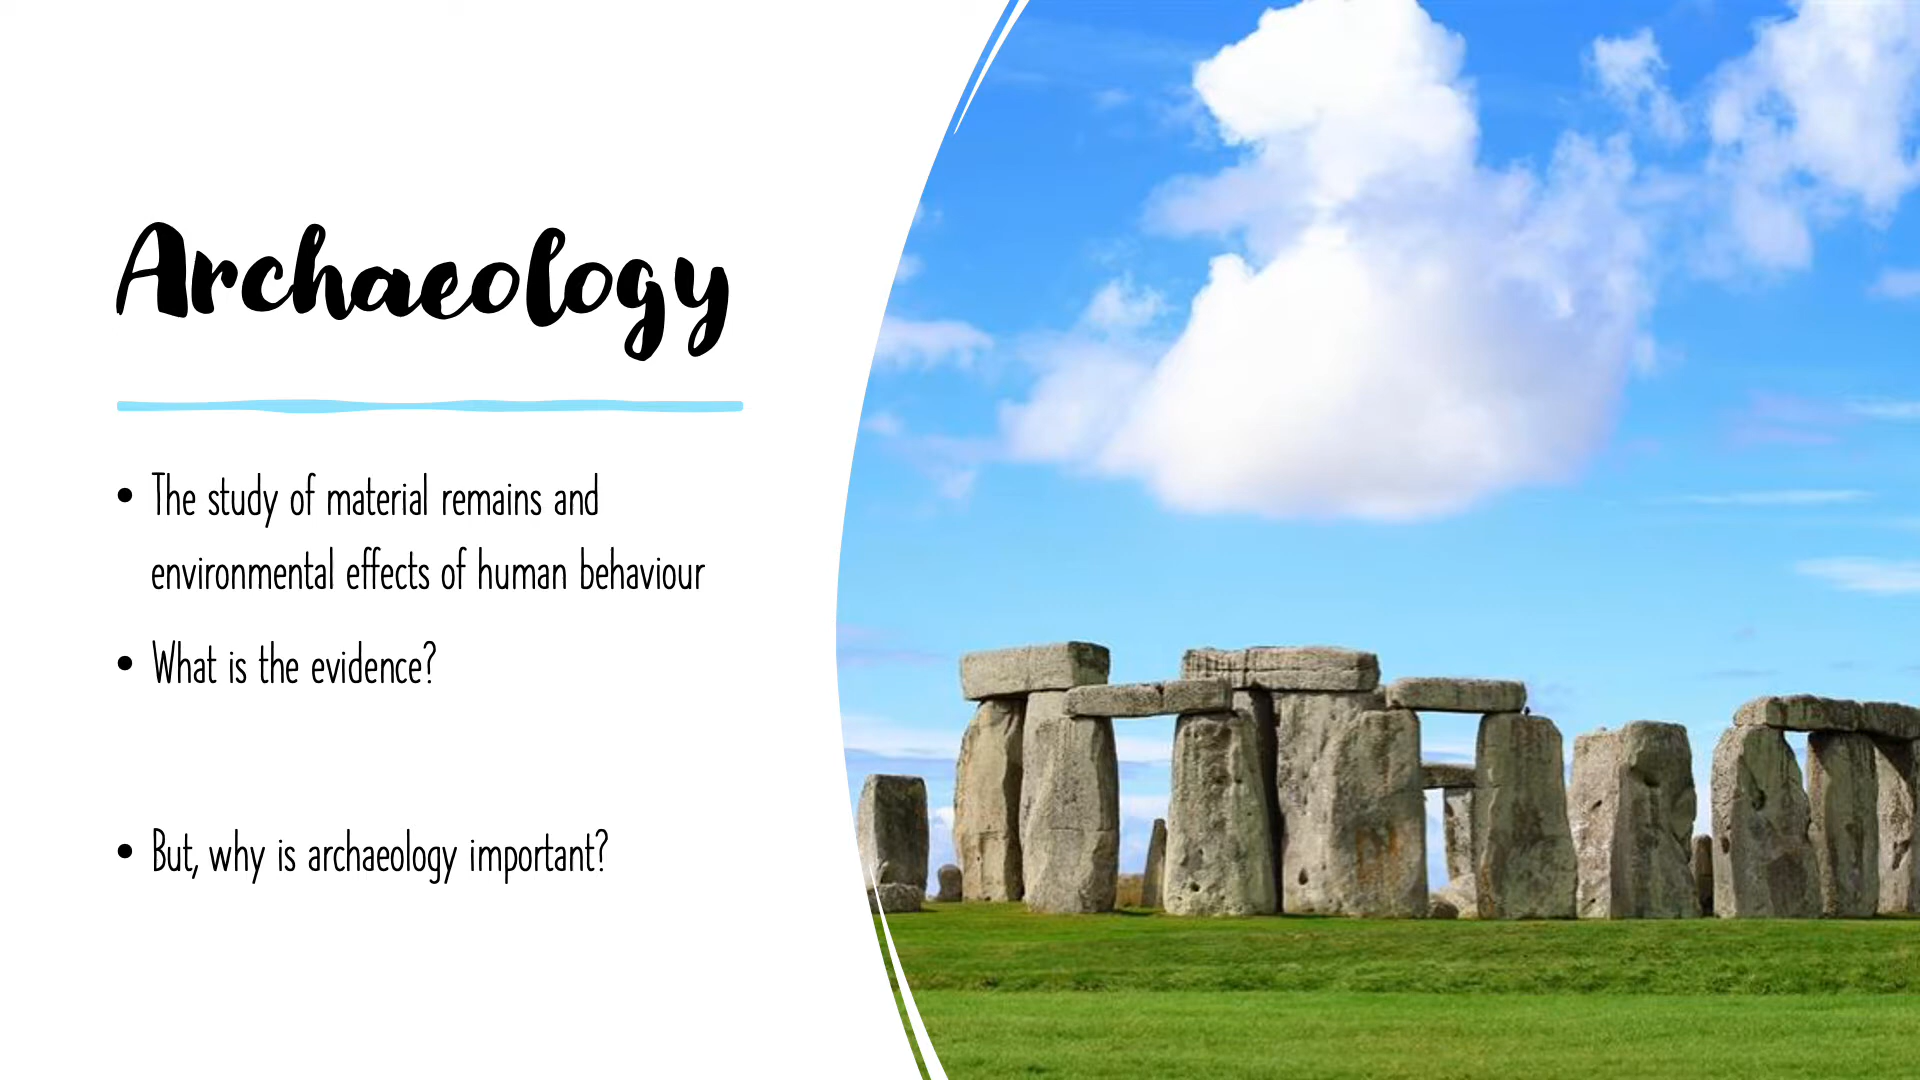 Archaeology
• The study of material remains and
environmental effects of human behaviour
• What is the evidence?
• But, why is archaeology important?